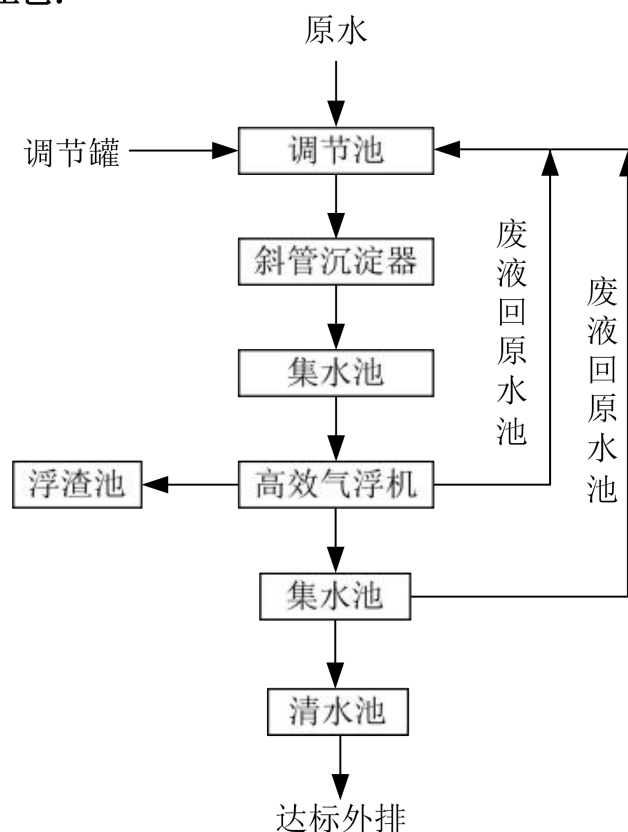 原水
调节罐
调节池
斜管沉淀器
集水池
浮渣池
高效气浮机
废液回原水池
废液回原水池
集水池
清水池
达标外排